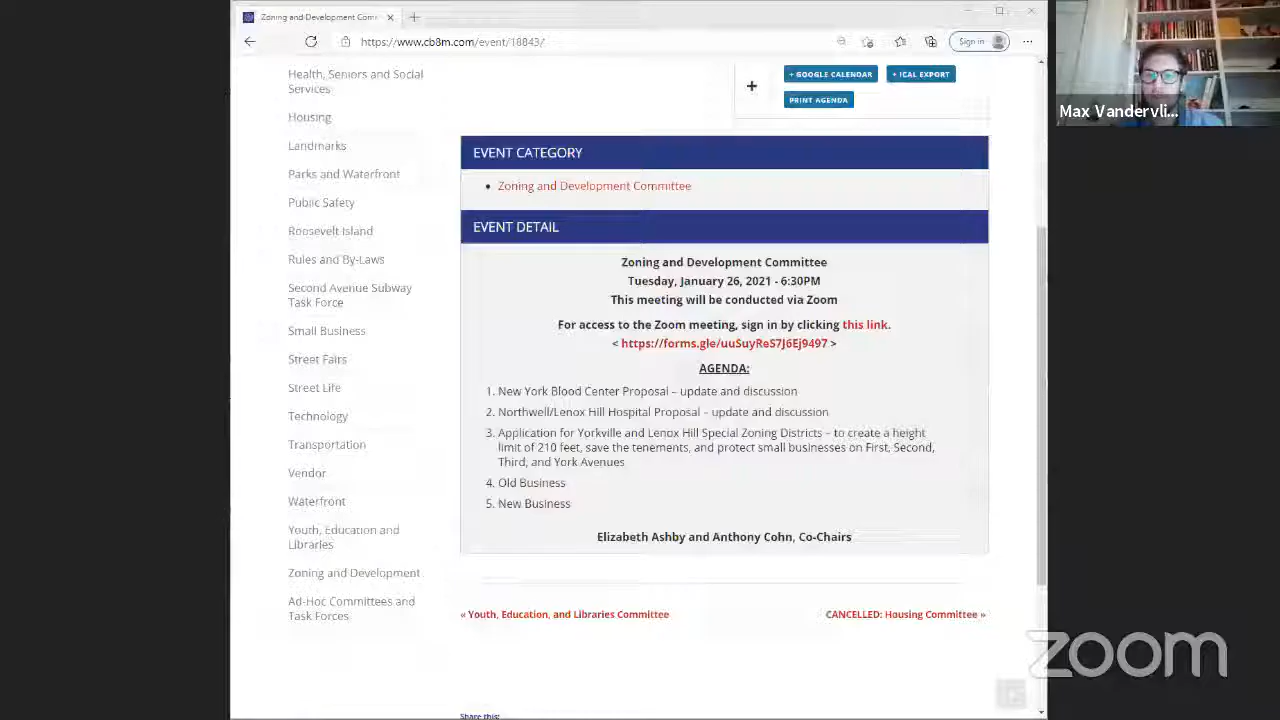 Zoning and Development Com
https://www.cb8m.com/event/18843/
Sign in
Health, Seniors and Social
Services
Housing
Landmarks
Parks and Waterfront
Public Safety
Roosevelt Island
Rules and By-Laws
Second Avenue Subway
Task Force
Small Business
Street Fairs
Street Life
Technology
Transportation
Vendor
Waterfront
Youth, Education and
Libraries
Zoning and Development
Ad-Hoc Committees and
Task Forces
+ GOOGLE CALENDAR
+ ICAL EXPORT
PRINT AGENDA
EVENT CATEGORY
• Zoning and Development Committee
EVENT DETAIL
Zoning and Development Committee
Tuesday, January 26, 2021 - 6:30PM
This meeting will be conducted via Zoom
For access to the Zoom meeting, sign in by clicking this link.
< https://forms.gle/uuSuyReS7J6Ej9497 >
AGENDA:
1. New York Blood Center Proposal – update and discussion
2. Northwell/Lenox Hill Hospital Proposal – update and discussion
3. Application for Yorkville and Lenox Hill Special Zoning Districts – to create a height
limit of 210 feet, save the tenements, and protect small businesses on First, Second,
Third, and York Avenues
4. Old Business
5. New Business
Elizabeth Ashby and Anthony Cohn, Co-Chairs
« Youth, Education, and Libraries Committee
CANCELLED: Housing Committee »
Share this:
Max Vandervli...
zoom